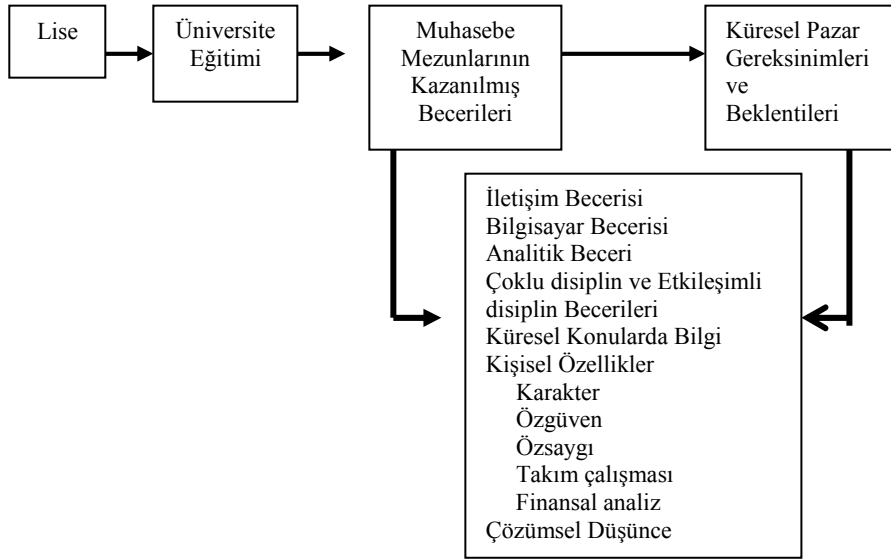 Lise
Üniversite
Eğitimi
Muhasebe
Mezunlarının
Kazanılmış
Becerileri
Küresel Pazar
Gereksinimleri
ve
Beklentileri
İletişim Becerisi
Bilgisayar Becerisi
Analitik Beceri
Çoklu disiplin ve Etkileşimli
disiplin Becerileri
Küresel Konularda Bilgi
Kişisel Özellikler
Karakter
Özgüven
Özsaygı
Takım çalışması
Finansal analiz
Çözümsel Düşünce